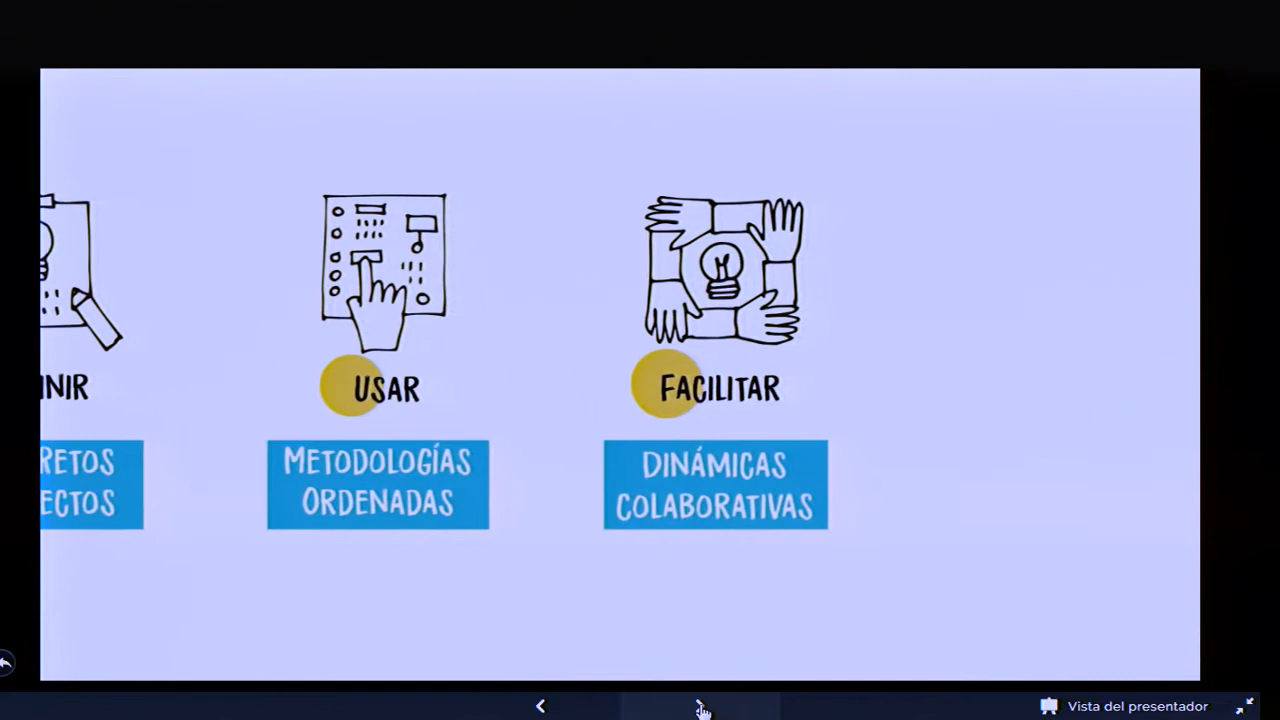 INIR
USAR
FACILITAR
RETOS
ECTOS
METODOLOGÍAS
ORDENADAS
DINÁMICAS
COLABORATIVAS
Vista del presentador